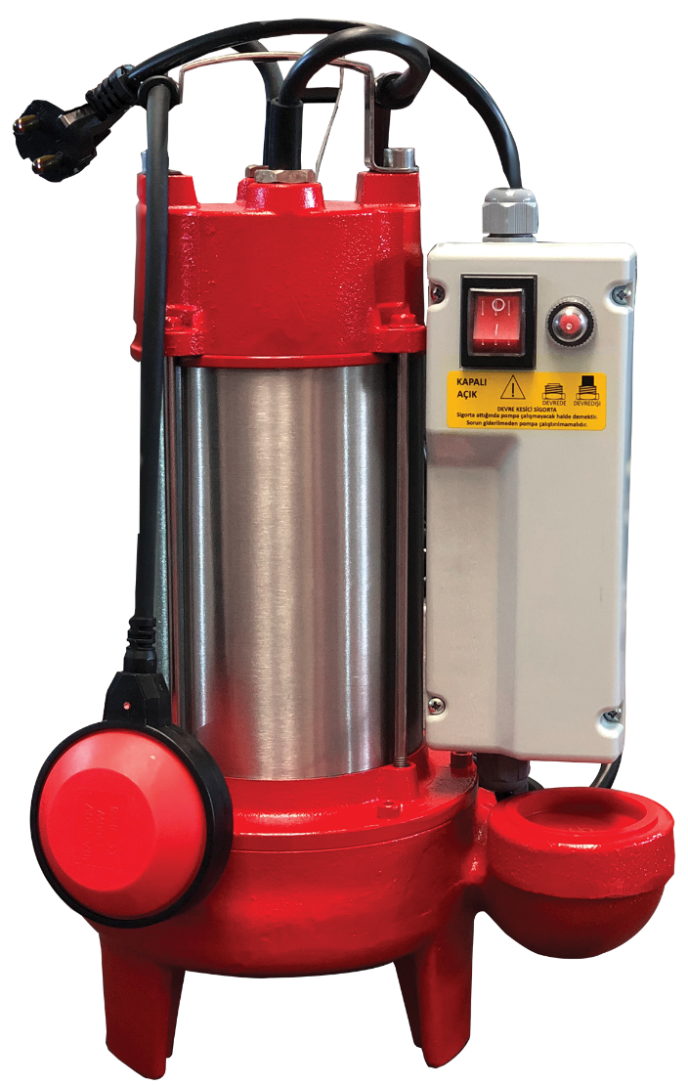 KAPALI
AÇIK
DEVREDE DEVREDIŞI
DEVRE KESİCİ SİGORTA
Sigorta attığında pompa çalışmayacak halde demektir.
Sorun giderilmeden pompa çalıştırılmamalıdır.